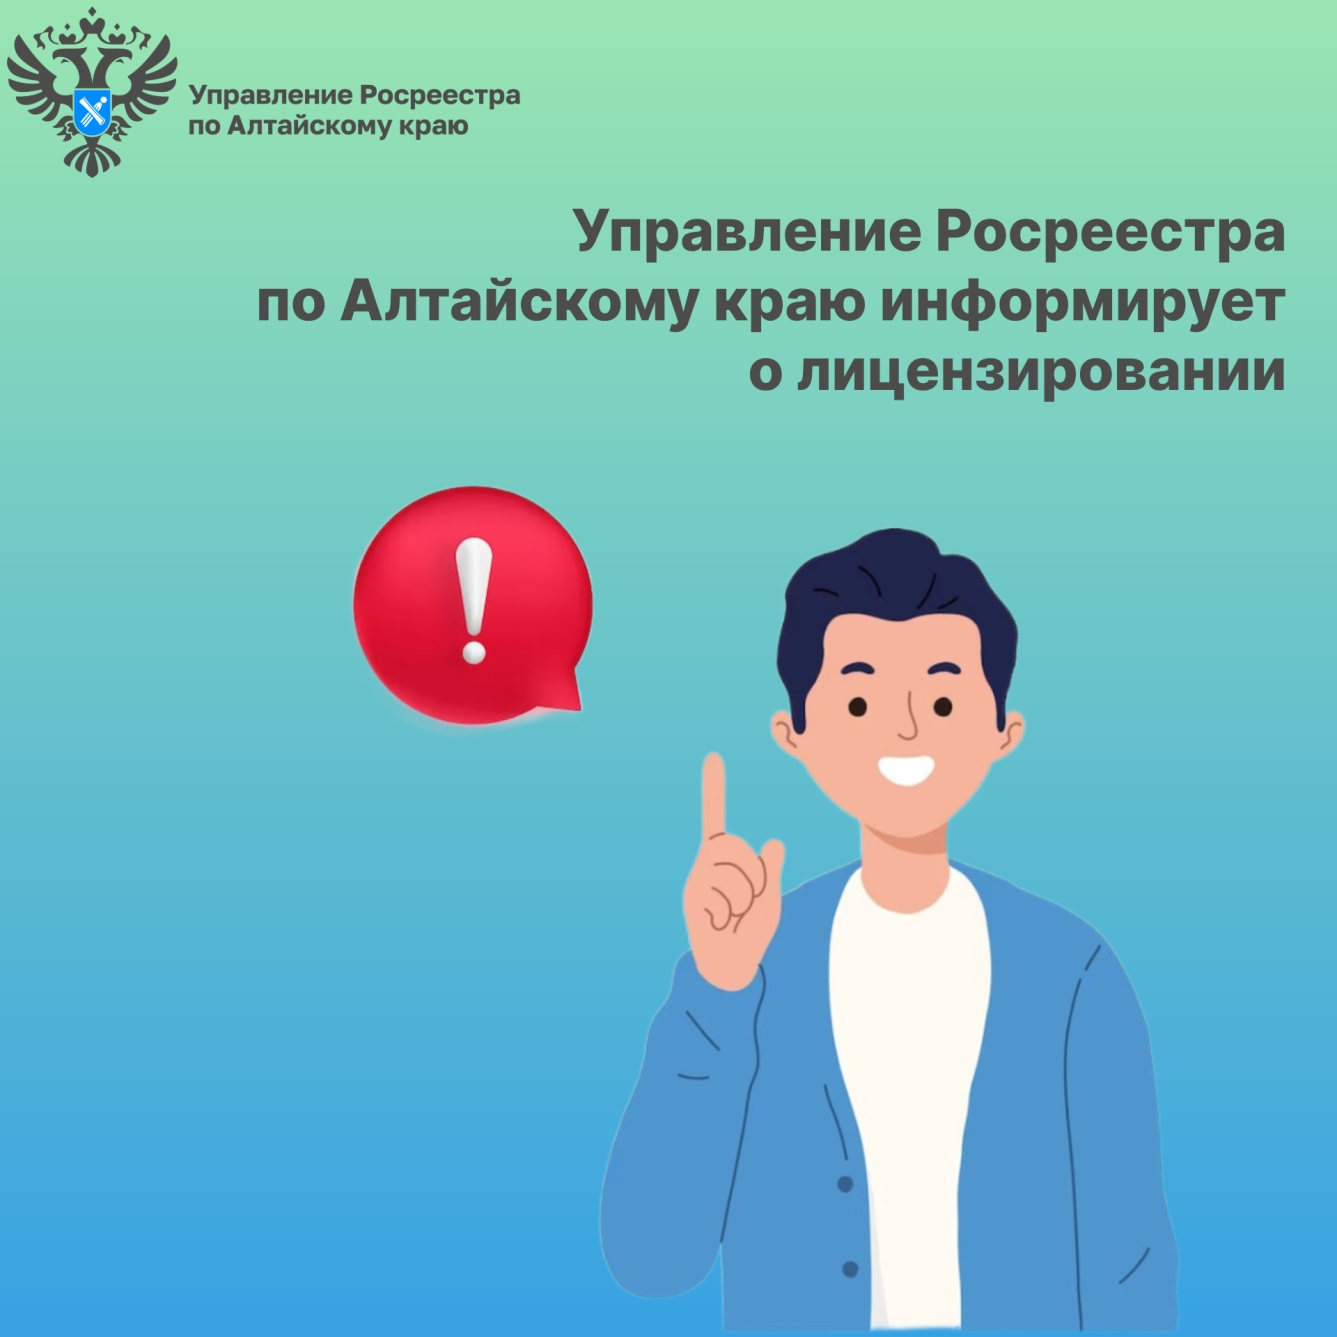 Управление Росреестра
по Алтайскому краю
Управление Росреестра
по Алтайскому краю информирует
о лицензировании
!